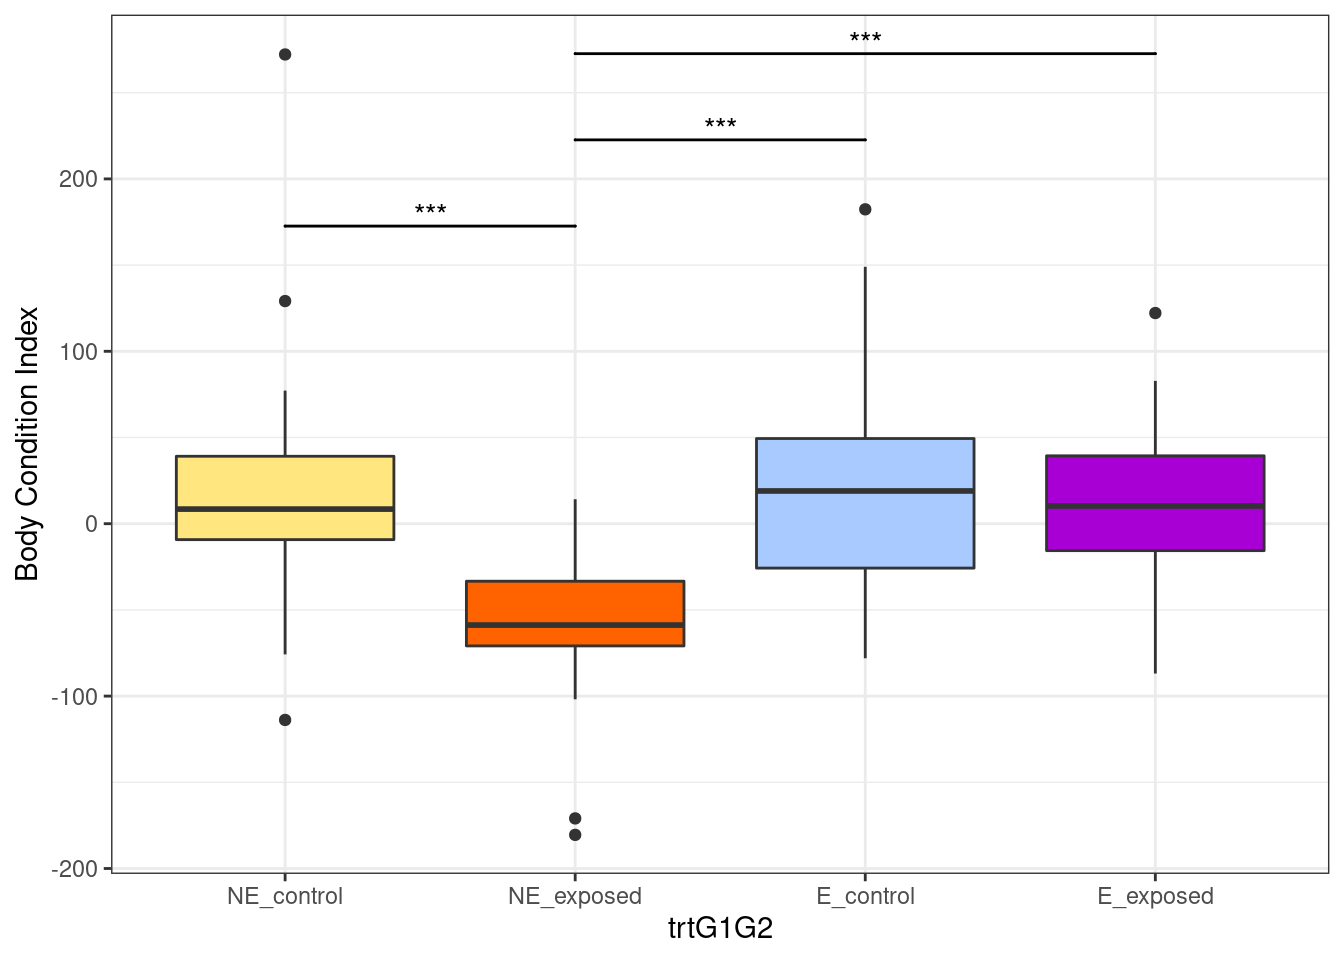 ***
***
***
Body Condition Index
200
100
0
-100
-200
NE_control
NE_exposed
E_control
E_exposed
trtG1G2